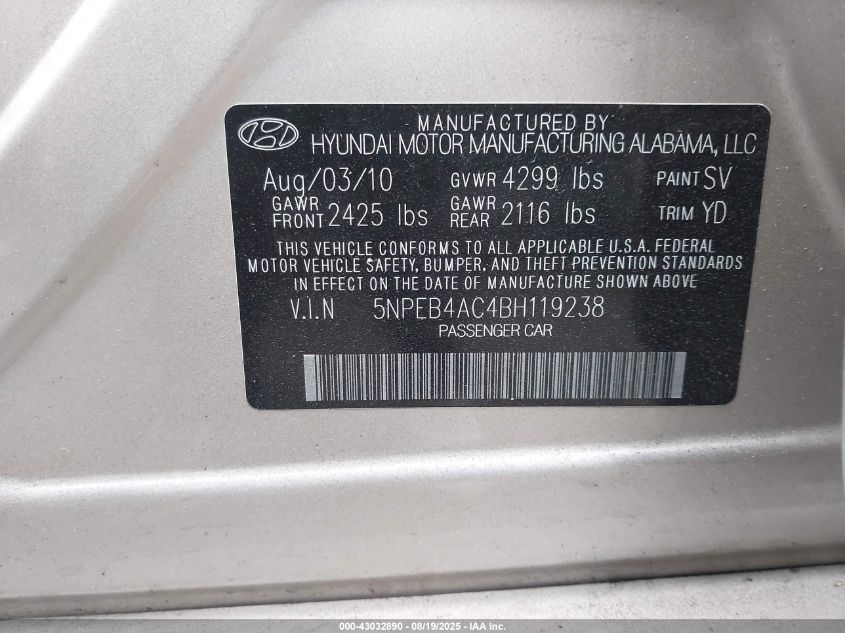 MANUFACTURED BY
HYUNDAI MOTOR MANUFACTURING ALABAMA, LLC
Aug/03/10 GVWR 4299 lbs PAINT SV
GAWR FRONT 2425 lbs GAWR REAR 2116 lbs TRIM YD
THIS VEHICLE CONFORMS TO ALL APPLICABLE U.S.A. FEDERAL
MOTOR VEHICLE SAFETY, BUMPER, AND THEFT PREVENTION STANDARDS
IN EFFECT ON THE DATE OF MANUFACTURE SHOWN ABOVE
V.I.N 5NPEB4AC4BH119238
PASSENGER CAR
000-43032890 - 08/19/2025 - IAA Inc.